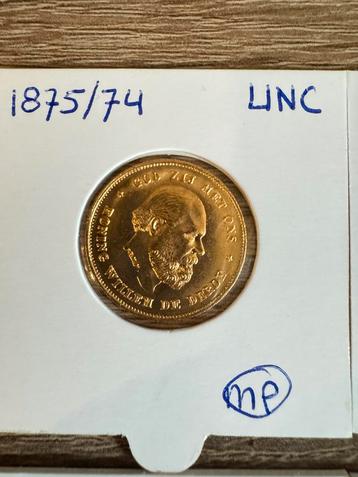 1875/74 UNC
KONING WILLEM DE DERDE * GOD ZIJ MET ONS *
MP